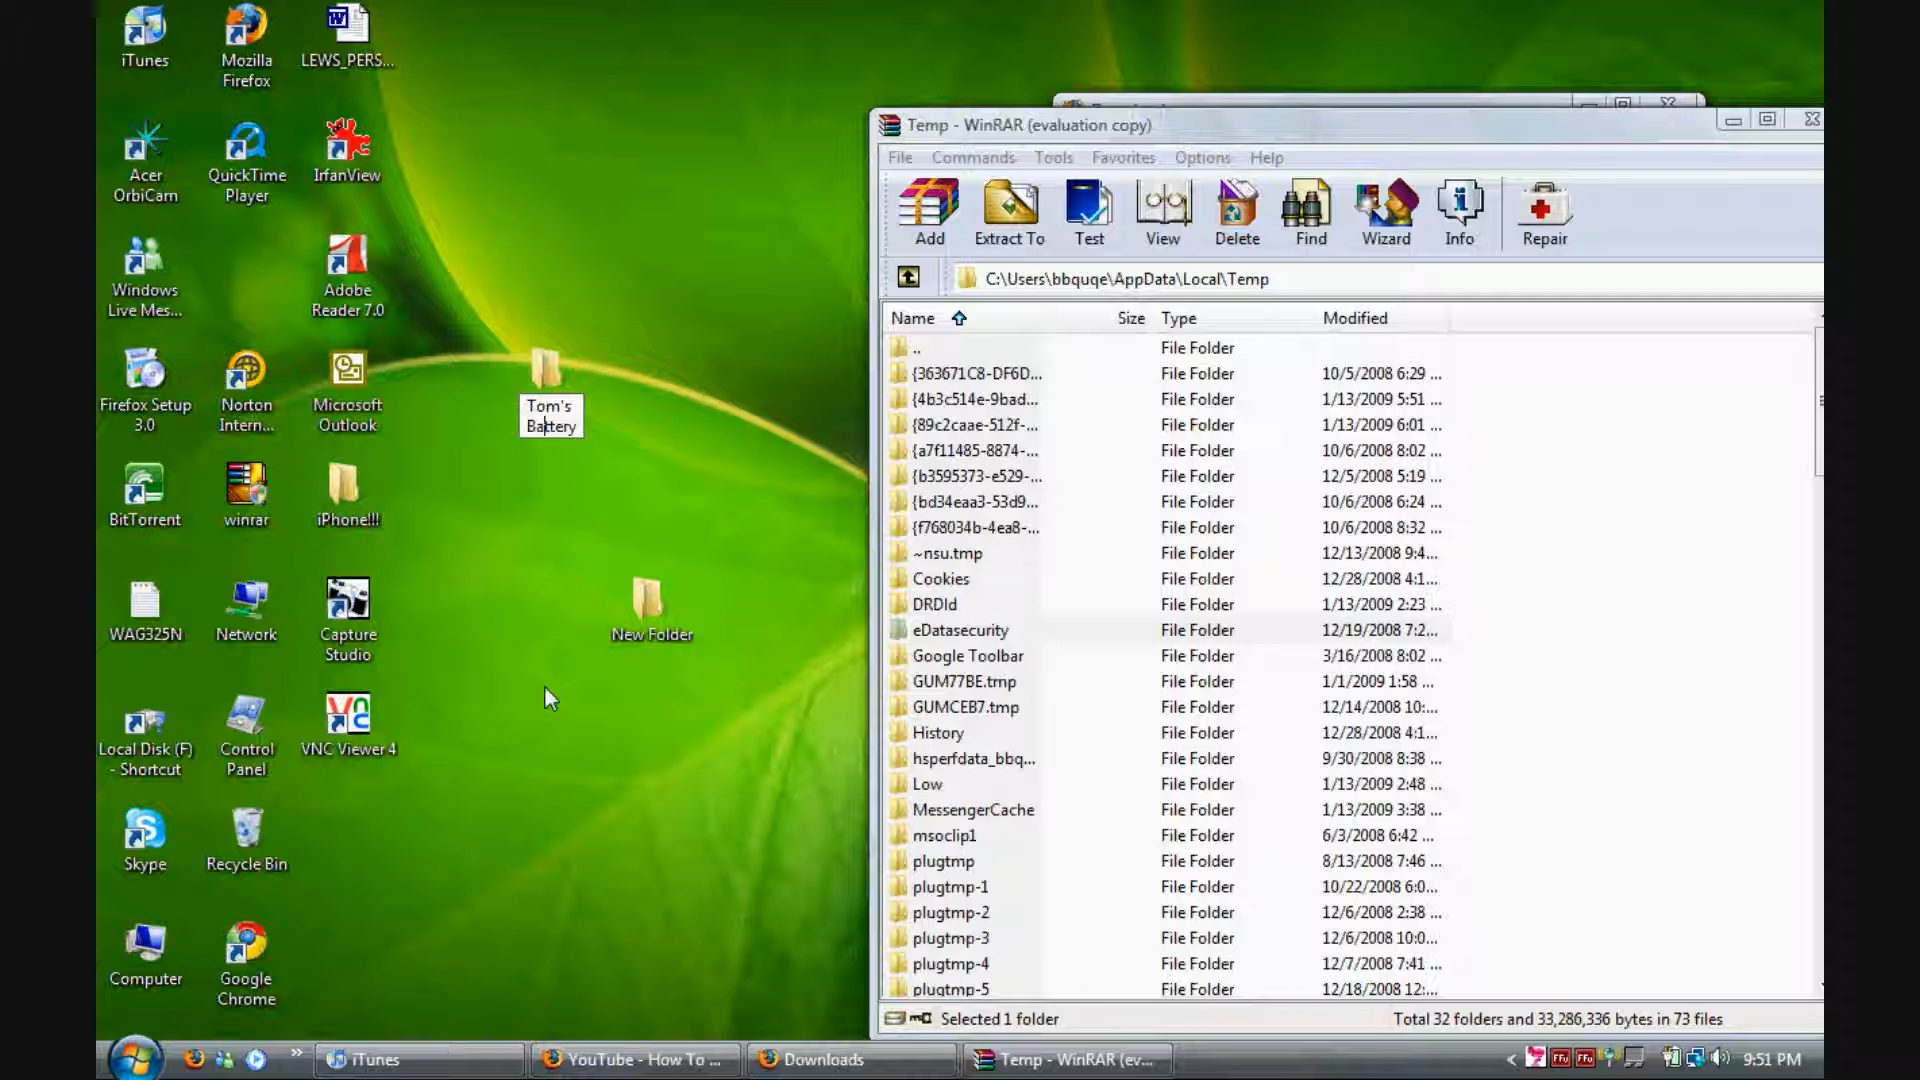 iTunes
Mozilla
Firefox
LEWS_PERS...
Acer
OrbiCam
QuickTime
Player
IrfanView
Windows
Live Mes...
Adobe
Reader 7.0
Firefox Setup
3.0
Norton
Intern...
Microsoft
Outlook
BitTorrent
winrar
iPhone!!!
WAG325N
Network
Capture
Studio
Local Disk (F)
- Shortcut
Control
Panel
VNC Viewer 4
Skype
Recycle Bin
Computer
Google
Chrome
Tom's
Battery
New Folder
Temp - WinRAR (evaluation copy)
File Commands Tools Favorites Options Help
Add Extract To Test View Delete Find Wizard Info Repair
C:\Users\bbquqe\AppData\Local\Temp
Name Size Type Modified
.. File Folder
{363671C8-DF6D... File Folder 10/5/2008 6:29 ...
{4b3c514e-9bad... File Folder 1/13/2009 5:51 ...
{89c2caae-512f-... File Folder 1/13/2009 6:01 ...
{a7f11485-8874-... File Folder 10/6/2008 8:02 ...
{b3595373-e529-... File Folder 12/5/2008 5:19 ...
{bd34eaa3-53d9... File Folder 10/6/2008 6:24 ...
{f768034b-4ea8-... File Folder 10/6/2008 8:32 ...
~nsu.tmp File Folder 12/13/2008 9:4...
Cookies File Folder 12/28/2008 4:1...
DRDId File Folder 1/13/2009 2:23 ...
eDatasecurity File Folder 12/19/2008 7:2...
Google Toolbar File Folder 3/16/2008 8:02 ...
GUM77BE.tmp File Folder 1/1/2009 1:58 ...
GUMCEB7.tmp File Folder 12/14/2008 10:...
History File Folder 12/28/2008 4:1...
hsperfdata_bbq... File Folder 9/30/2008 8:38 ...
Low File Folder 1/13/2009 2:48 ...
MessengerCache File Folder 1/13/2009 3:38 ...
msoclip1 File Folder 6/3/2008 6:42 ...
plugtmp File Folder 8/13/2008 7:46 ...
plugtmp-1 File Folder 10/22/2008 6:0...
plugtmp-2 File Folder 12/6/2008 2:38 ...
plugtmp-3 File Folder 12/6/2008 10:0...
plugtmp-4 File Folder 12/7/2008 7:41 ...
plugtmp-5 File Folder 12/18/2008 12:...
Selected 1 folder Total 32 folders and 33,286,336 bytes in 73 files
iTunes YouTube - How To ... Downloads Temp - WinRAR (ev... 9:51 PM